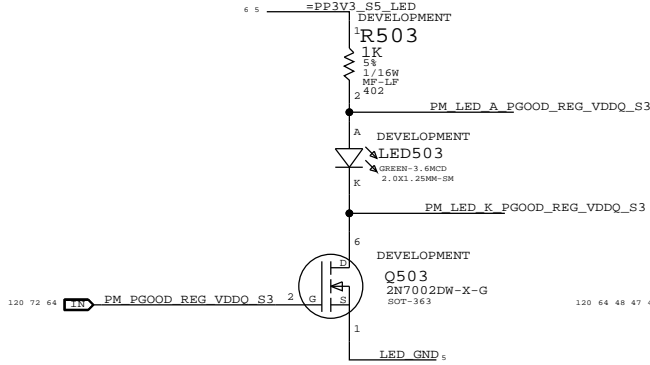 6 5 =PP3V3_S5_LED
DEVELOPMENT
1
R503
1K
5%
1/16W
MF-LF
402
2
PM_LED_A_PGOOD_REG_VDDQ_S3
A
DEVELOPMENT
LED503
GREEN-3.6MCD
2.0X1.25MM-SM
K
PM_LED_K_PGOOD_REG_VDDQ_S3
6
DEVELOPMENT
D
Q503
2N7002DW-X-G
SOT-363
120 72 64 IN PM_PGOOD_REG_VDDQ_S3 2 G S
120 64 48 47 4
1
LED_GND 5